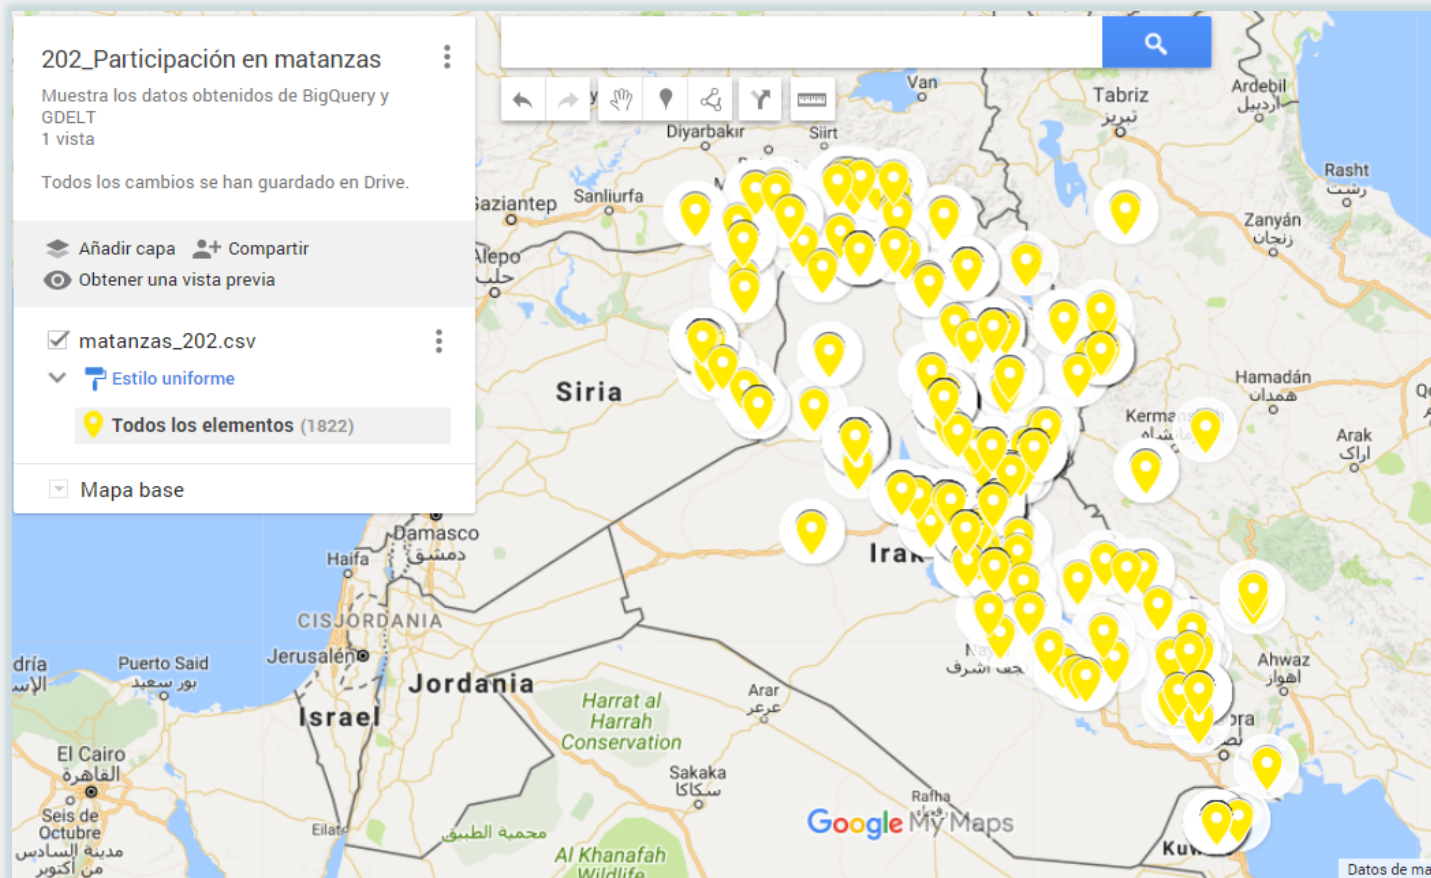 202_Participación en matanzas
Muestra los datos obtenidos de BigQuery y
GDELT
1 vista
Todos los cambios se han guardado en Drive.
Añadir capa
Compartir
Obtener una vista previa
matanzas_202.csv
Estilo uniforme
Todos los elementos (1822)
Mapa base
Van
Tabriz
تبریز
Ardebil
اردبیل
Diyarbakır
Siirt
Rasht
رشت
Gaziantep
Sanliurfa
Zanyán
زنجان
Alepo
حلب
Siria
Hamadán
همدان
Arak
اراک
Damasco
دمشق
Haifa
Irak
CISJORDANIA
Jerusalén
Puerto Said
بور سعيد
Ahwaz
اهواز
Jordania
Israel
Arar
عرعر
Harrat al
Harrah
Conservation
El Cairo
القاهرة
Sakaka
سكاكا
Seis de
Octubre
مدينة السادس
من أكتوبر
Eilat
محمية الطبيق
Rafha
Google My Maps
Al Khanafah
Wildlife
Datos de